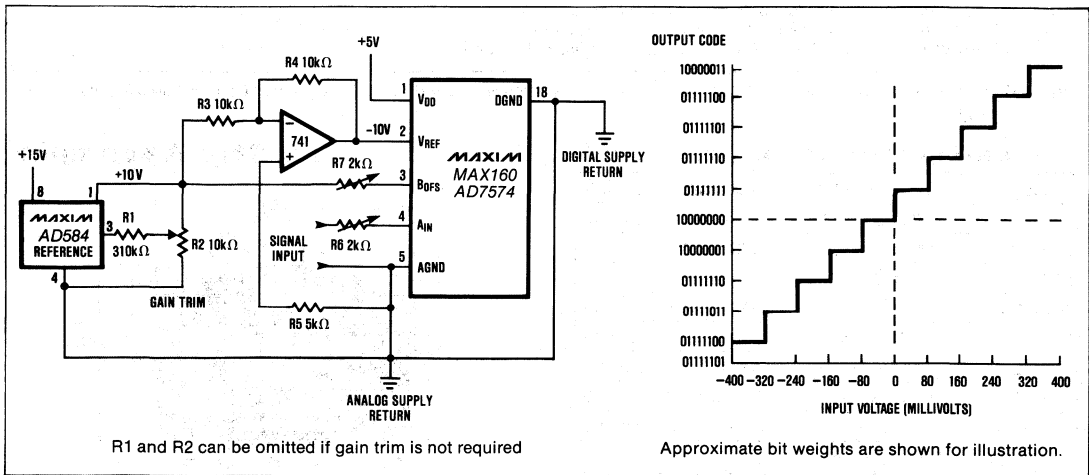 +5V
R4 10kΩ
R3 10kΩ
741
−10V
+15V
+10V
8
1
MAXIM
AD584
REFERENCE
3
R1
310kΩ
R2 10kΩ
4
GAIN TRIM
R7 2kΩ
SIGNAL
INPUT
R6 2kΩ
R5 5kΩ
1
VDD
2
VREF
3
BOFS
4
AIN
5
AGND
MAXIM
MAX160
AD7574
DGND
18
DIGITAL SUPPLY
RETURN
ANALOG SUPPLY
RETURN
R1 and R2 can be omitted if gain trim is not required
OUTPUT CODE
10000011
01111100
01111101
01111110
01111111
10000000
10000001
01111110
01111011
01111100
01111101
−400 −320 −240 −160 −80 0 80 160 240 320 400
INPUT VOLTAGE (MILLIVOLTS)
Approximate bit weights are shown for illustration.